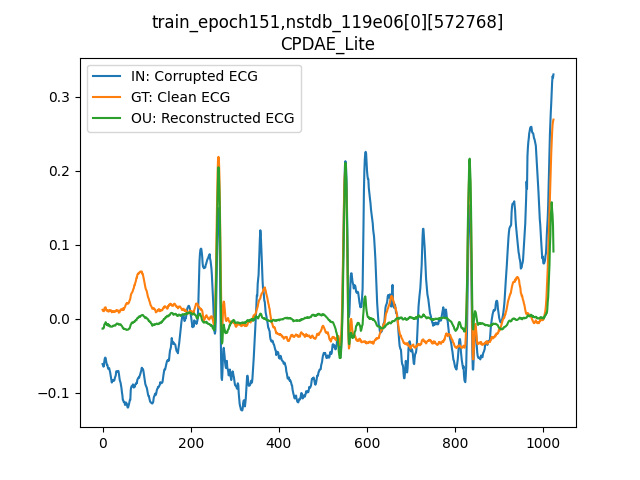 train_epoch151,nstdb_119e06[0][572768]
CPDAE_Lite
IN: Corrupted ECG
GT: Clean ECG
OU: Reconstructed ECG
0.3
0.2
0.1
0.0
−0.1
0 200 400 600 800 1000